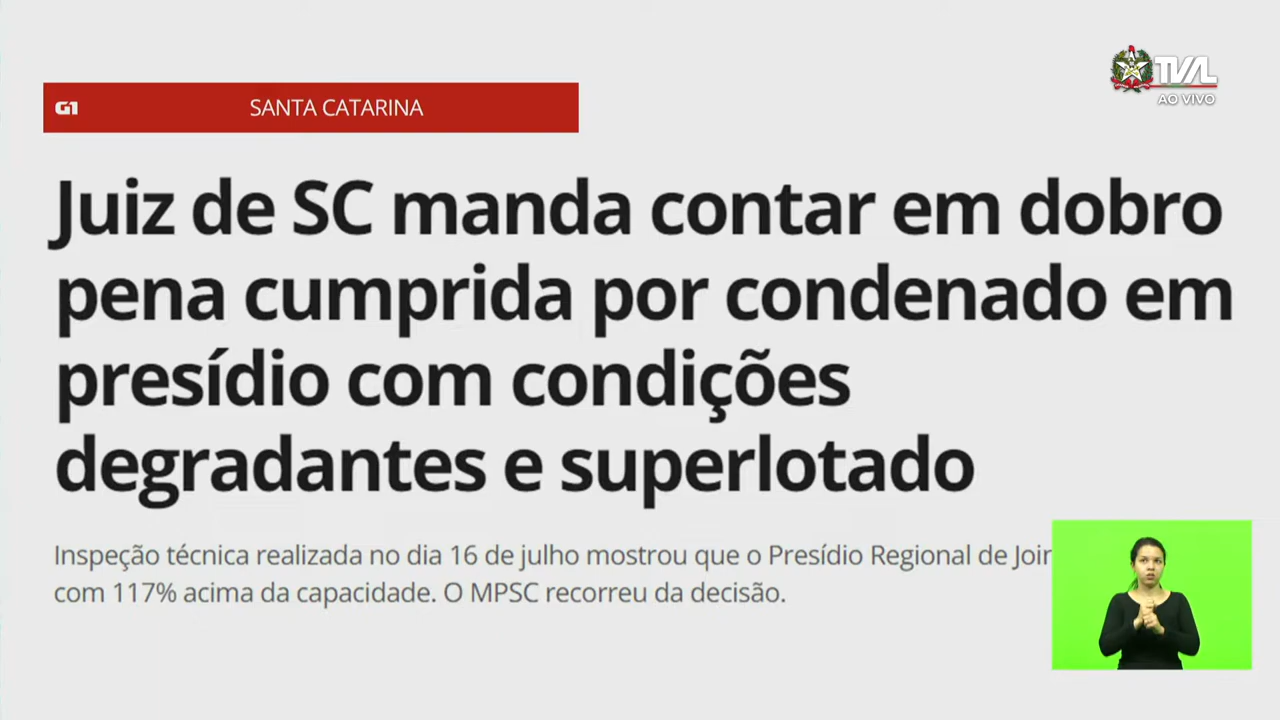 TVAL
AO VIVO
G1 SANTA CATARINA
Juiz de SC manda contar em dobro
pena cumprida por condenado em
presídio com condições
degradantes e superlotado
Inspeção técnica realizada no dia 16 de julho mostrou que o Presídio Regional de
com 117% acima da capacidade. O MPSC recorreu da decisão.